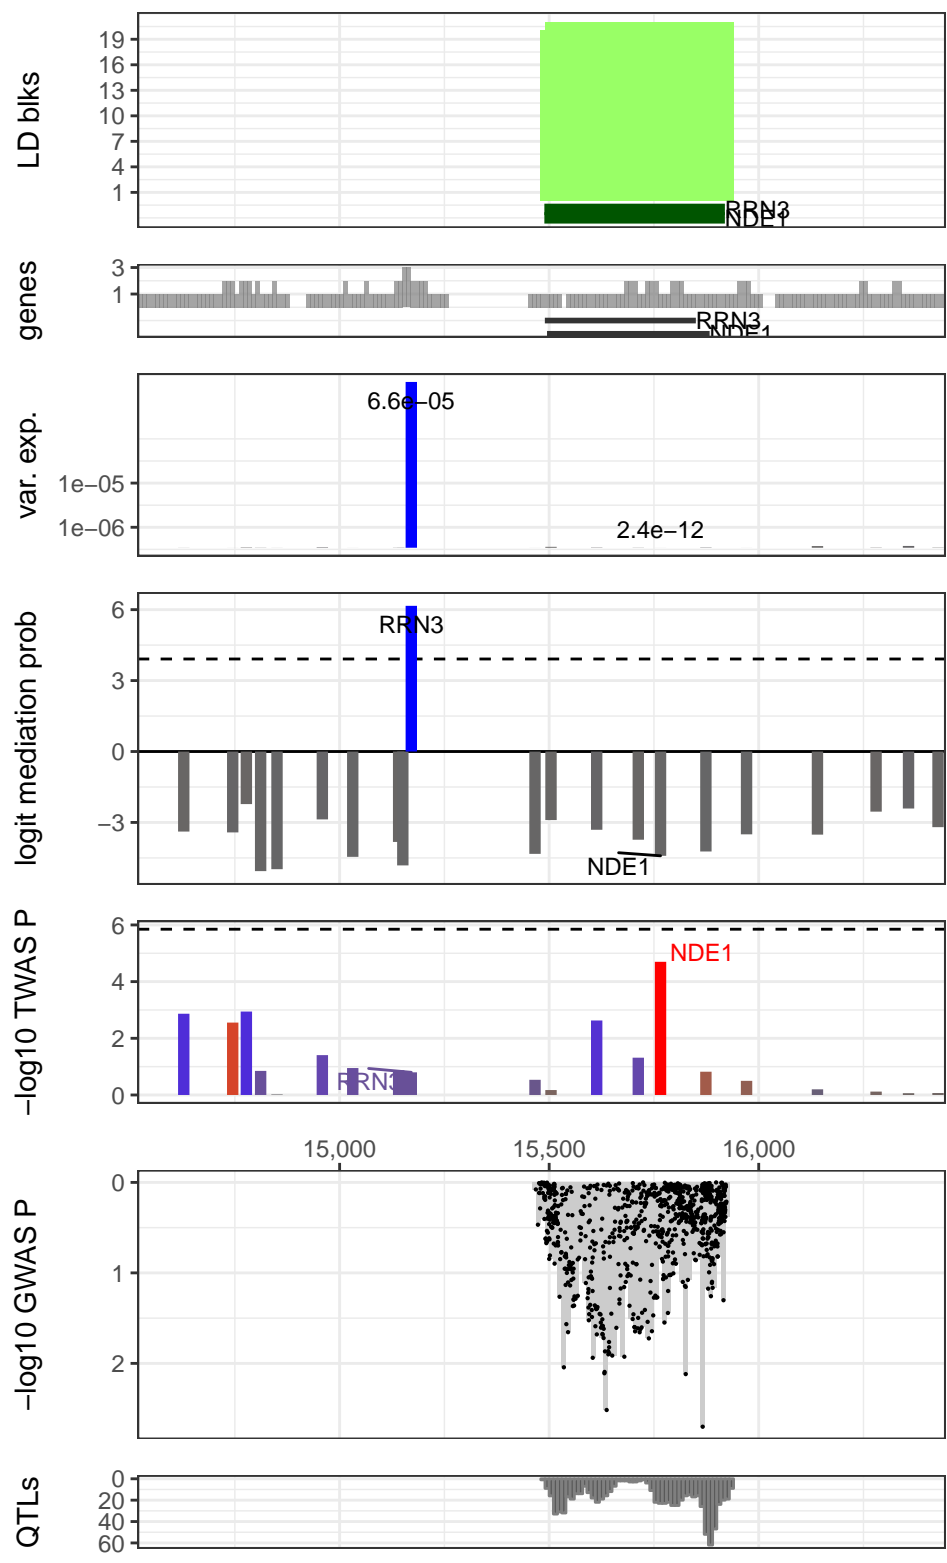 LD blks
19
16
13
10
7
4
1
RRN3
NDE1
genes
3
1
RRN3
NDE1
var. exp.
1e−05
1e−06
6.6e−05
2.4e−12
logit mediation prob
6
3
0
−3
RRN3
NDE1
−log10 TWAS P
6
4
2
0
NDE1
RRN3
15,000 15,500 16,000
−log10 GWAS P
0
1
2
QTLs
0
20
40
60